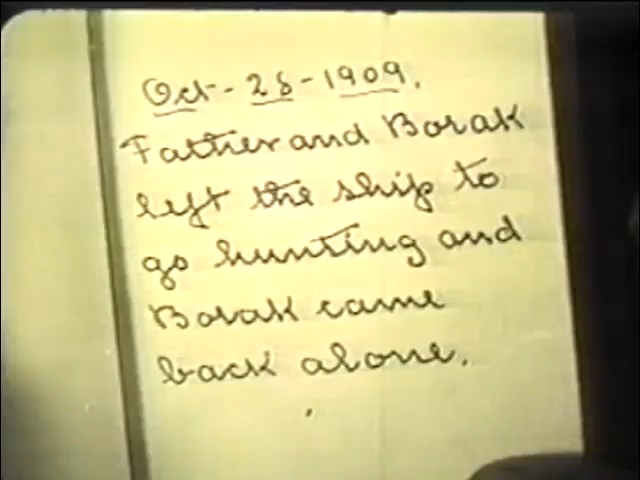 Oct - 28 - 1909.
Father and Borak
left the ship to
go hunting and
Borak came
back alone.